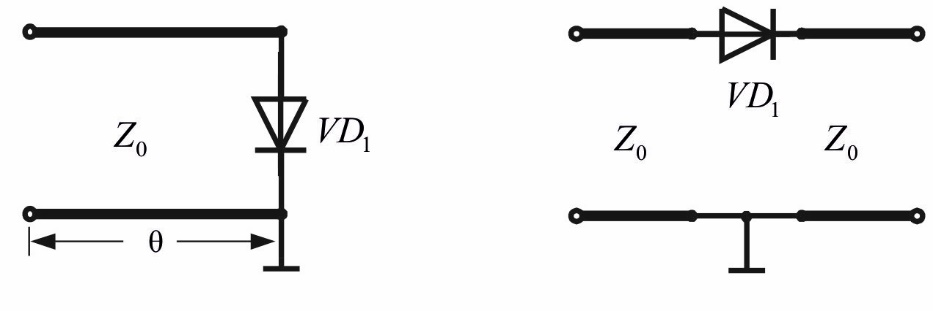 VD₁
Z₀ VD₁ Z₀ Z₀
θ